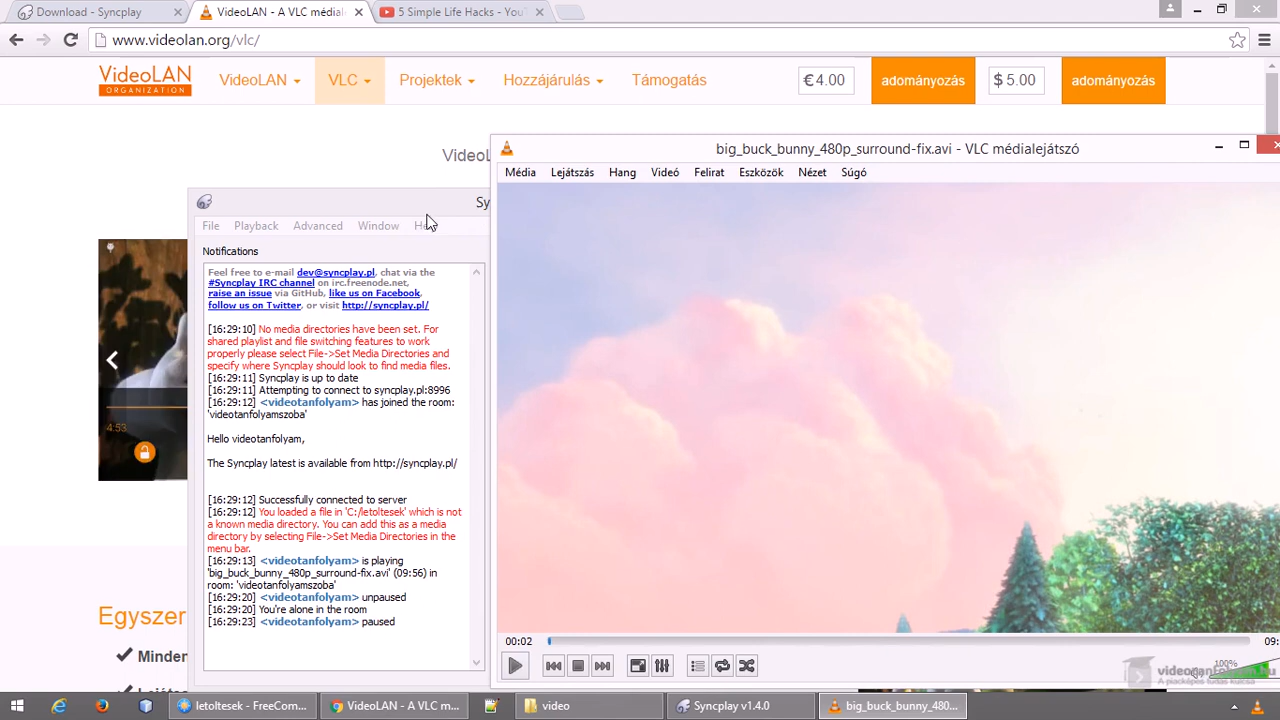 Download - Syncplay
VideoLAN - A VLC médialej
5 Simple Life Hacks - YouT
www.videolan.org/vlc/
VideoLAN
ORGANIZATION
VideoLAN
VLC
Projektek
Hozzájárulás
Támogatás
€ 4.00
adományozás
$ 5.00
adományozás
VideoL
big_buck_bunny_480p_surround-fix.avi - VLC médialejátszó
Média
Lejátszás
Hang
Videó
Felirat
Eszközök
Nézet
Súgó
Sy
File
Playback
Advanced
Window
Notifications
Feel free to e-mail dev@syncplay.pl, chat via the
#Syncplay IRC channel on irc.freenode.net,
raise an issue via GitHub, like us on Facebook,
follow us on Twitter, or visit http://syncplay.pl/
[16:29:10] No media directories have been set. For
shared playlist and file switching features to work
properly please select File->Set Media Directories and
specify where Syncplay should look to find media files.
[16:29:11] Syncplay is up to date
[16:29:11] Attempting to connect to syncplay.pl:8996
[16:29:12] <videotanfolyam> has joined the room:
'videotanfolyamszoba'
Hello videotanfolyam,
The Syncplay latest is available from http://syncplay.pl/
[16:29:12] Successfully connected to server
[16:29:12] You loaded a file in 'C:/letoltesek' which is not
a known media directory. You can add this as a media
directory by selecting File->Set Media Directories in the
menu bar.
[16:29:13] <videotanfolyam> is playing
'big_buck_bunny_480p_surround-fix.avi' (09:56) in
room: 'videotanfolyamszoba'
[16:29:20] <videotanfolyam> unpaused
[16:29:20] You're alone in the room
[16:29:23] <videotanfolyam> paused
4:53
Egyszer
Minden
00:02
09:
100%
videotanfolyam.hu
A piacképes tudás kulcsa
letoltesek - FreeCom...
VideoLAN - A VLC m...
video
Syncplay v1.4.0
big_buck_bunny_480...